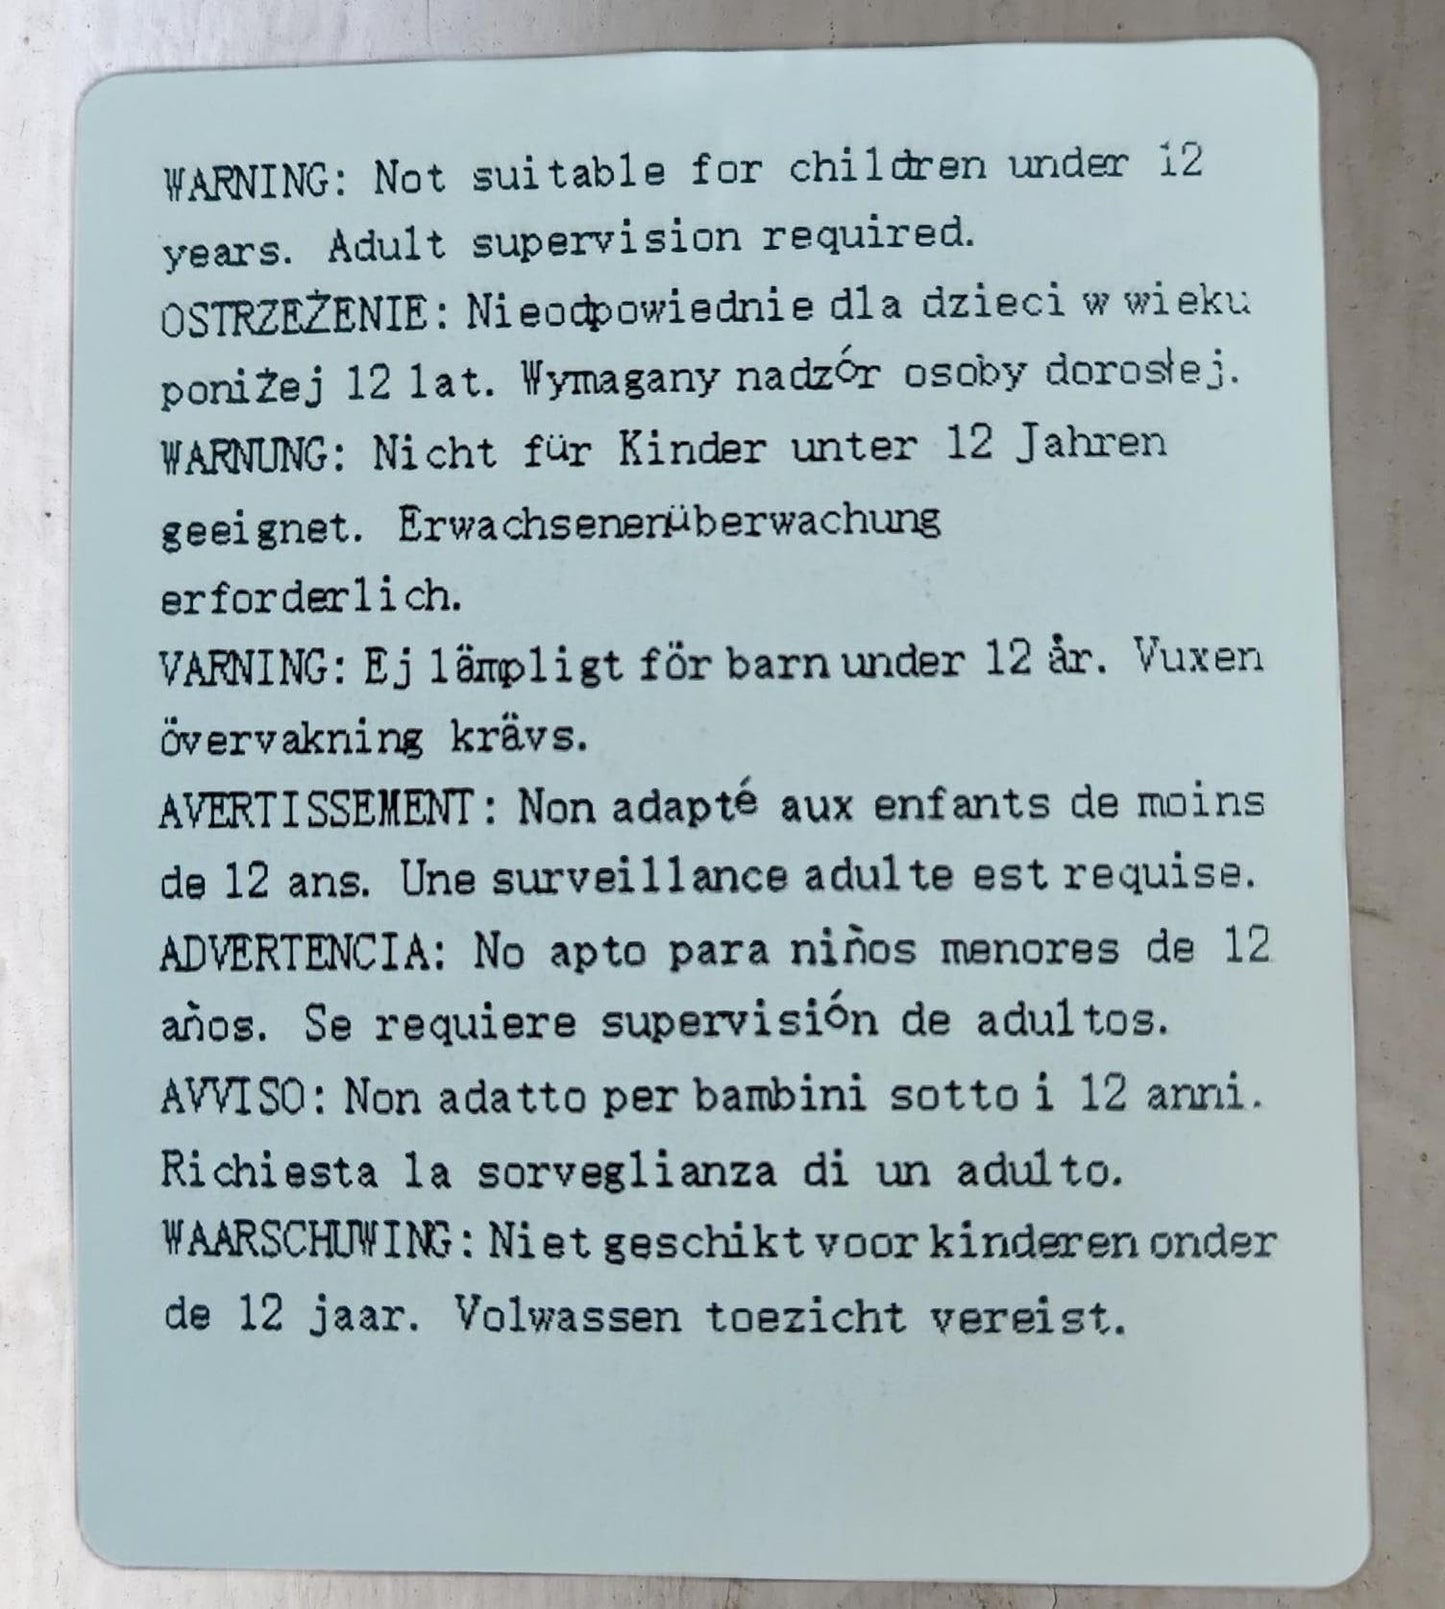 WARNING: Not suitable for children under 12
years. Adult supervision required.
OSTRZEŻENIE: Nieodpowiednie dla dzieci w wieku
poniżej 12 lat. Wymagany nadzór osoby dorosłej.
WARNUNG: Nicht für Kinder unter 12 Jahren
geeignet. Erwachsenenüberwachung
erforderlich.
VARNING: Ej lämpligt för barn under 12 år. Vuxen
övervakning krävs.
AVERTISSEMENT: Non adapté aux enfants de moins
de 12 ans. Une surveillance adulte est requise.
ADVERTENCIA: No apto para niños menores de 12
años. Se requiere supervisión de adultos.
AVVISO: Non adatto per bambini sotto i 12 anni.
Richiesta la sorveglianza di un adulto.
WAARSCHUWING: Niet geschikt voor kinderen onder
de 12 jaar. Volwassen toezicht vereist.